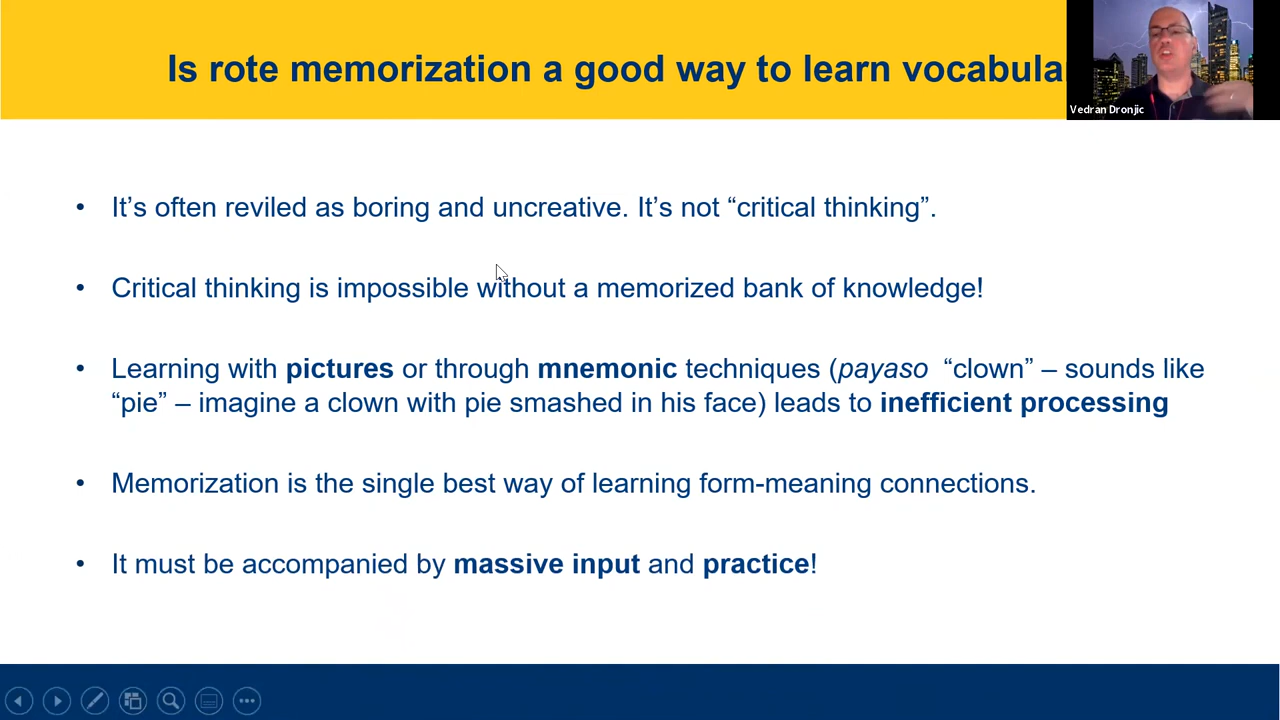 Is rote memorization a good way to learn
Vedran Dronjic
• It’s often reviled as boring and uncreative. It’s not “critical thinking”.
• Critical thinking is impossible without a memorized bank of knowledge!
• Learning with pictures or through mnemonic techniques (payaso “clown” – sounds like
“pie” – imagine a clown with pie smashed in his face) leads to inefficient processing
• Memorization is the single best way of learning form-meaning connections.
• It must be accompanied by massive input and practice!